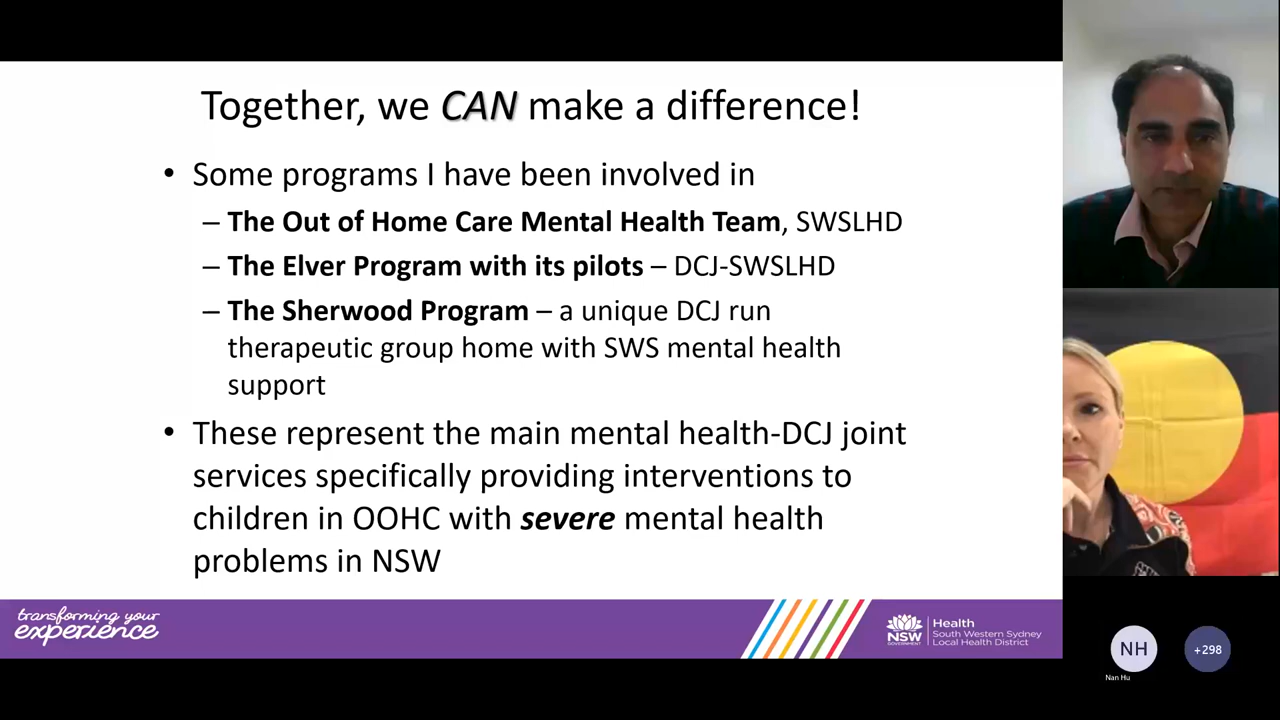 Together, we CAN make a difference!
• Some programs I have been involved in
– The Out of Home Care Mental Health Team, SWSLHD
– The Elver Program with its pilots – DCJ-SWSLHD
– The Sherwood Program – a unique DCJ run
therapeutic group home with SWS mental health
support
• These represent the main mental health-DCJ joint
services specifically providing interventions to
children in OOHC with severe mental health
problems in NSW
transforming your
experience
NSW
GOVERNMENT
Health
South Western Sydney
Local Health District
NH
+298
Nan Hu